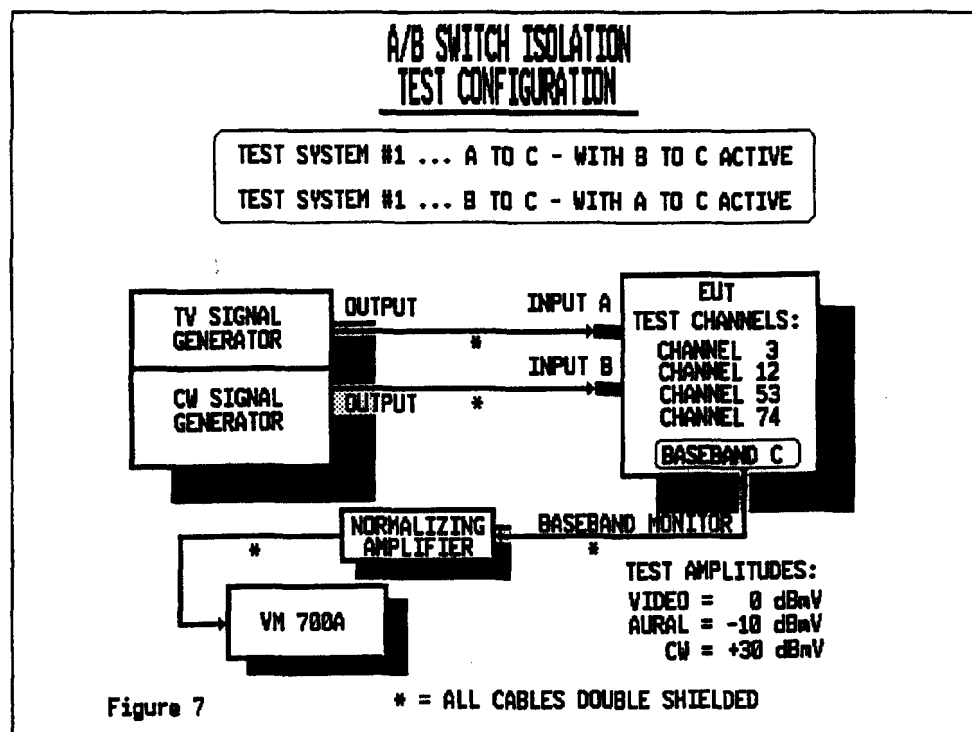 A/B SWITCH ISOLATION
TEST CONFIGURATION
TEST SYSTEM #1 ... A TO C - WITH B TO C ACTIVE
TEST SYSTEM #1 ... B TO C - WITH A TO C ACTIVE
TV SIGNAL
GENERATOR
OUTPUT
*
INPUT A
CW SIGNAL
GENERATOR
OUTPUT
*
INPUT B
EUT
TEST CHANNELS:
CHANNEL 3
CHANNEL 12
CHANNEL 53
CHANNEL 74
BASEBAND C
BASEBAND MONITOR
*
NORMALIZING
AMPLIFIER
*
VM 700A
TEST AMPLITUDES:
VIDEO = 0 dBmV
AURAL = -10 dBmV
CW = +30 dBmV
Figure 7
* = ALL CABLES DOUBLE SHIELDED